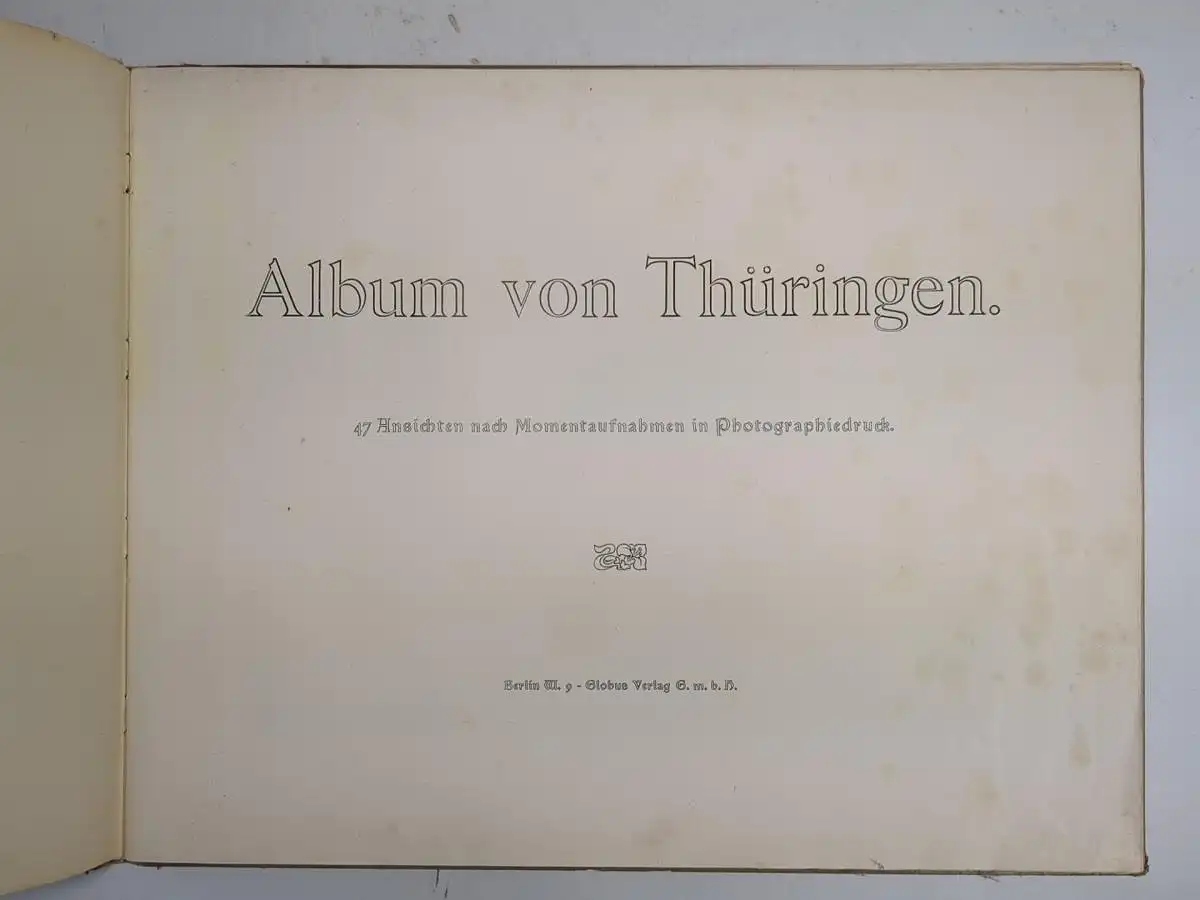 Album von Thüringen.
47 Ansichten nach Momentaufnahmen in Photographiedruck.
Berlin W. 9 - Globus Verlag G. m. b. H.